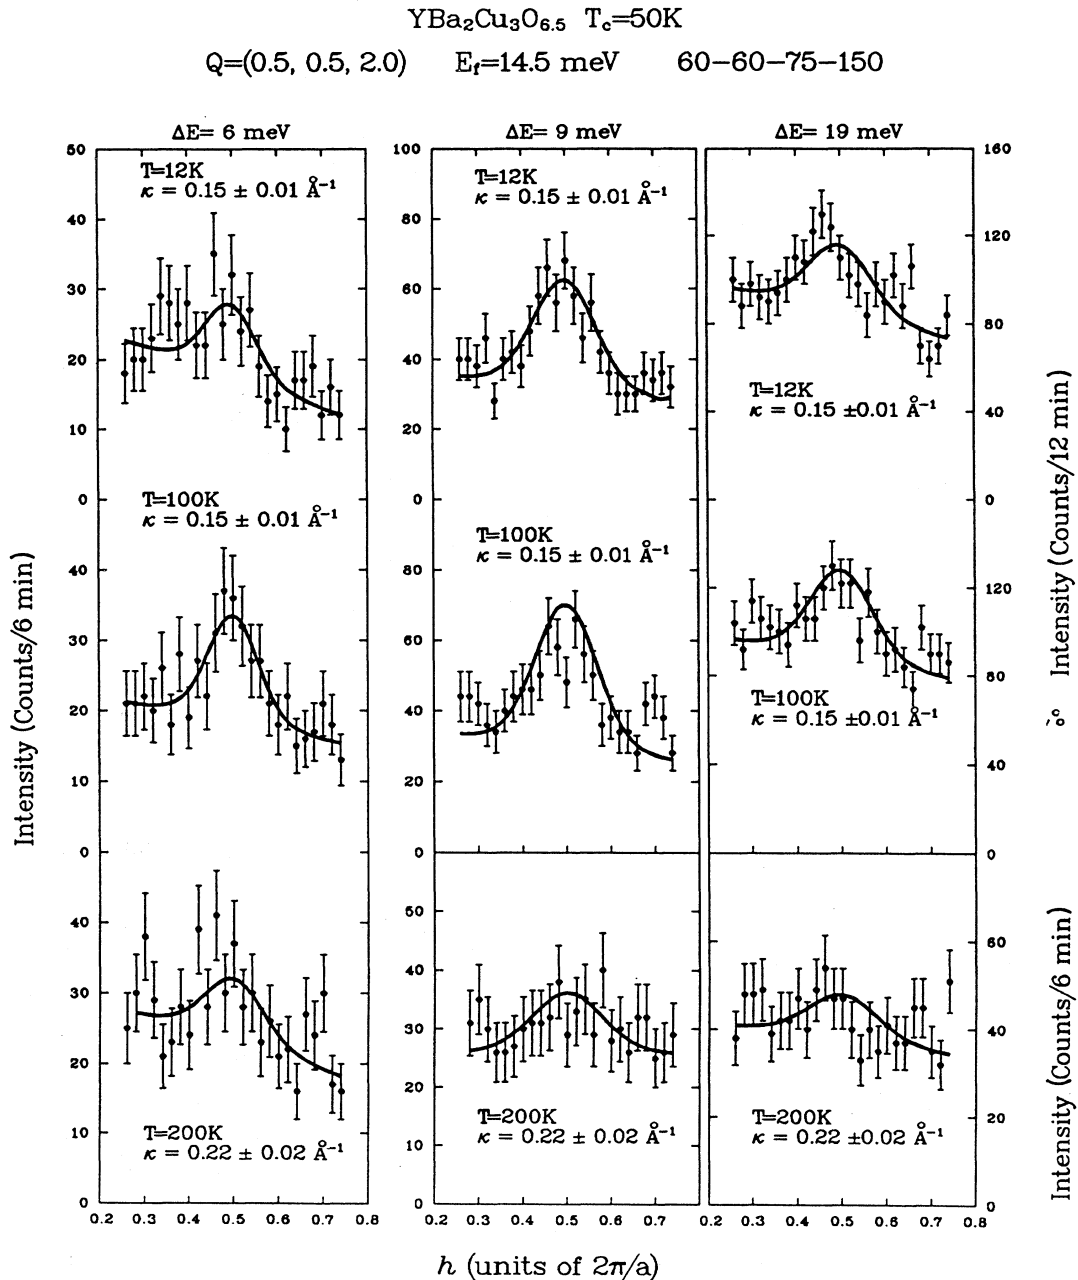 YBa₂Cu₃O₆.₅ T_c=50K
Q=(0.5, 0.5, 2.0) E_f=14.5 meV 60−60−75−150
ΔE= 6 meV
ΔE= 9 meV
ΔE= 19 meV
50
40
30
20
10
0
40
30
20
10
0
40
30
20
10
0
T=12K
κ = 0.15 ± 0.01 Å⁻¹
T=100K
κ = 0.15 ± 0.01 Å⁻¹
T=200K
κ = 0.22 ± 0.02 Å⁻¹
100
80
60
40
20
0
80
60
40
20
0
50
40
30
20
10
0
T=12K
κ = 0.15 ± 0.01 Å⁻¹
T=100K
κ = 0.15 ± 0.01 Å⁻¹
T=200K
κ = 0.22 ± 0.02 Å⁻¹
T=12K
κ = 0.15 ±0.01 Å⁻¹
T=100K
κ = 0.15 ±0.01 Å⁻¹
T=200K
κ = 0.22 ±0.02 Å⁻¹
160
120
80
40
0
120
80
40
0
60
40
20
0
0.2 0.3 0.4 0.5 0.6 0.7 0.8
0.2 0.3 0.4 0.5 0.6 0.7
0.2 0.3 0.4 0.5 0.6 0.7 0.8
h (units of 2π/a)
Intensity (Counts/6 min)
Intensity (Counts/12 min)
Intensity (Counts/6 min)